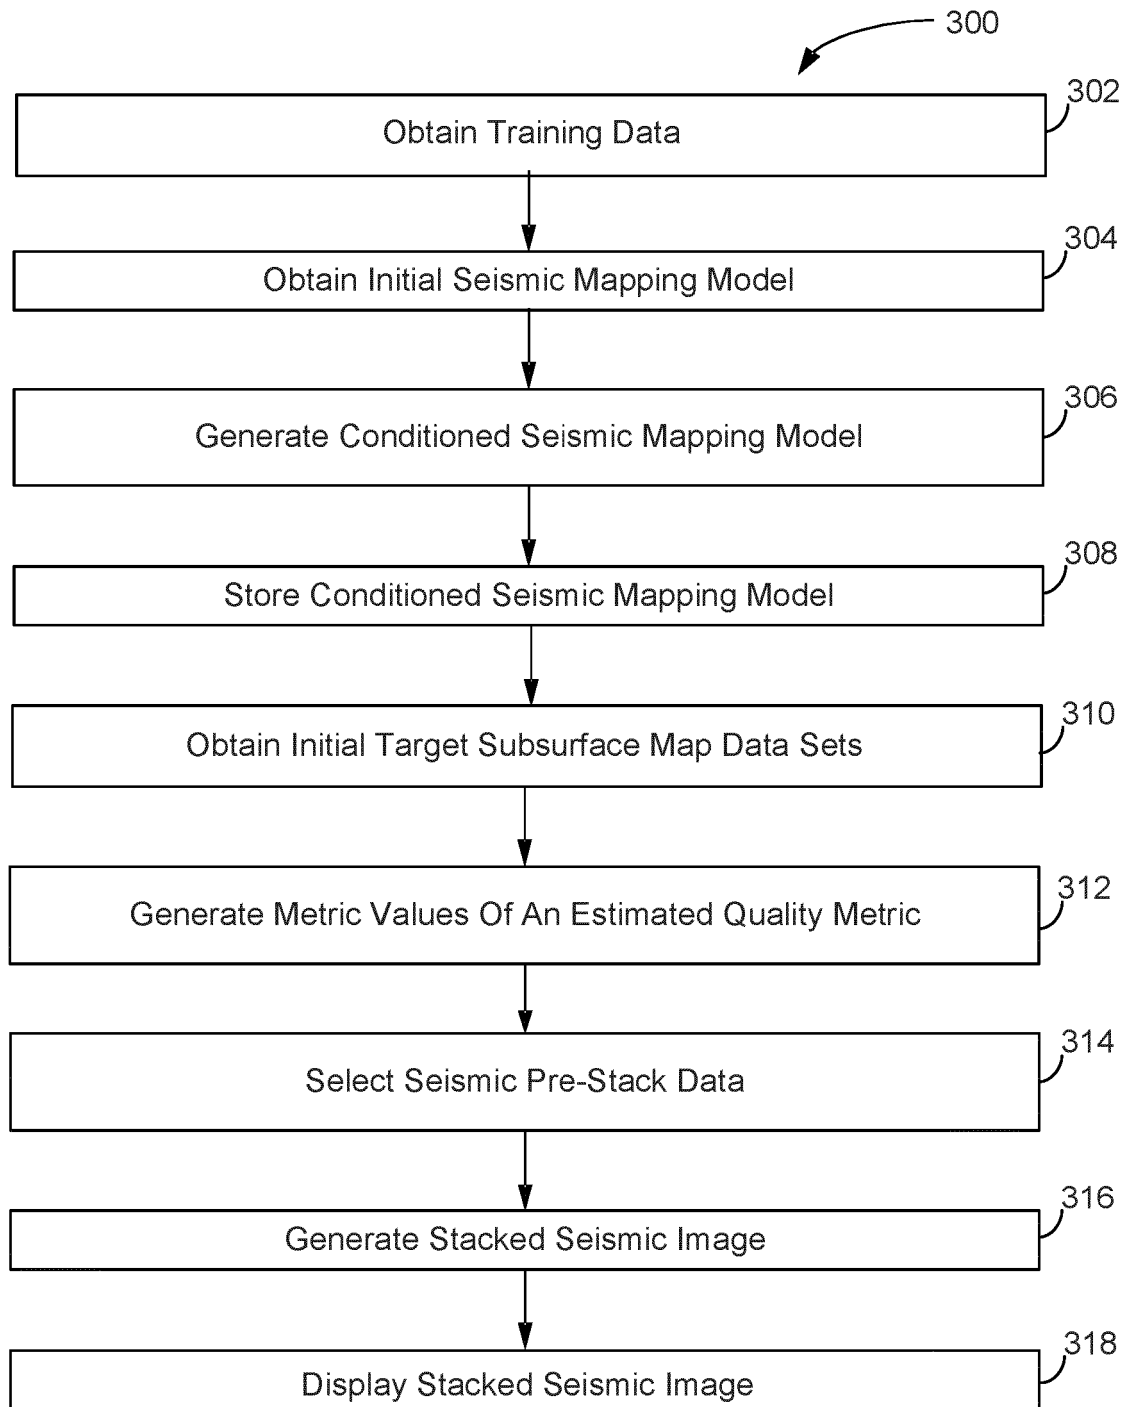 300
302
Obtain Training Data
304
Obtain Initial Seismic Mapping Model
306
Generate Conditioned Seismic Mapping Model
308
Store Conditioned Seismic Mapping Model
310
Obtain Initial Target Subsurface Map Data Sets
312
Generate Metric Values Of An Estimated Quality Metric
314
Select Seismic Pre-Stack Data
316
Generate Stacked Seismic Image
318
Display Stacked Seismic Image